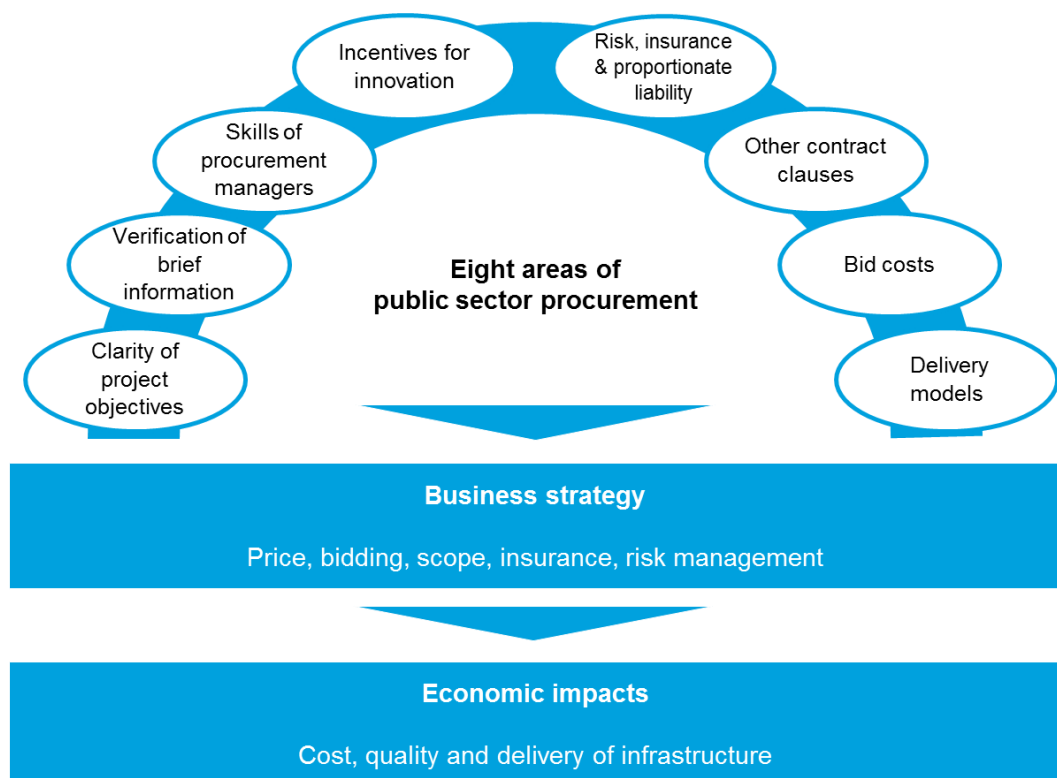 Incentives for
innovation
Risk, insurance
& proportionate
liability
Skills of
procurement
managers
Other contract
clauses
Verification of
brief
information
Eight areas of
public sector procurement
Bid costs
Clarity of
project
objectives
Delivery
models
Business strategy
Price, bidding, scope, insurance, risk management
Economic impacts
Cost, quality and delivery of infrastructure